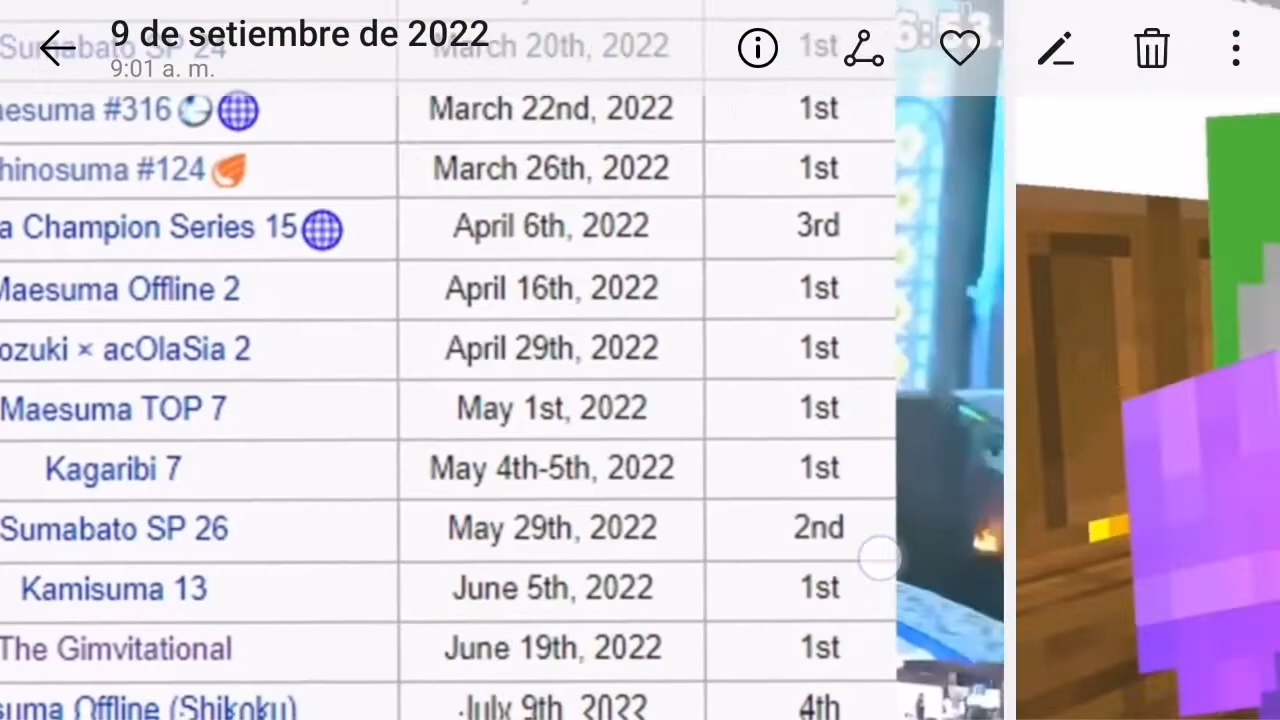 9 de setiembre de 2022
9:01 a. m.
Sumabato SP 24 March 20th, 2022 1st
aesuma #316 March 22nd, 2022 1st
hinosuma #124 March 26th, 2022 1st
a Champion Series 15 April 6th, 2022 3rd
Maesuma Offline 2 April 16th, 2022 1st
ozuki × acOlaSia 2 April 29th, 2022 1st
Maesuma TOP 7 May 1st, 2022 1st
Kagaribi 7 May 4th-5th, 2022 1st
Sumabato SP 26 May 29th, 2022 2nd
Kamisuma 13 June 5th, 2022 1st
The Gimvitational June 19th, 2022 1st
suma Offline (Shikoku) July 9th, 2022 4th